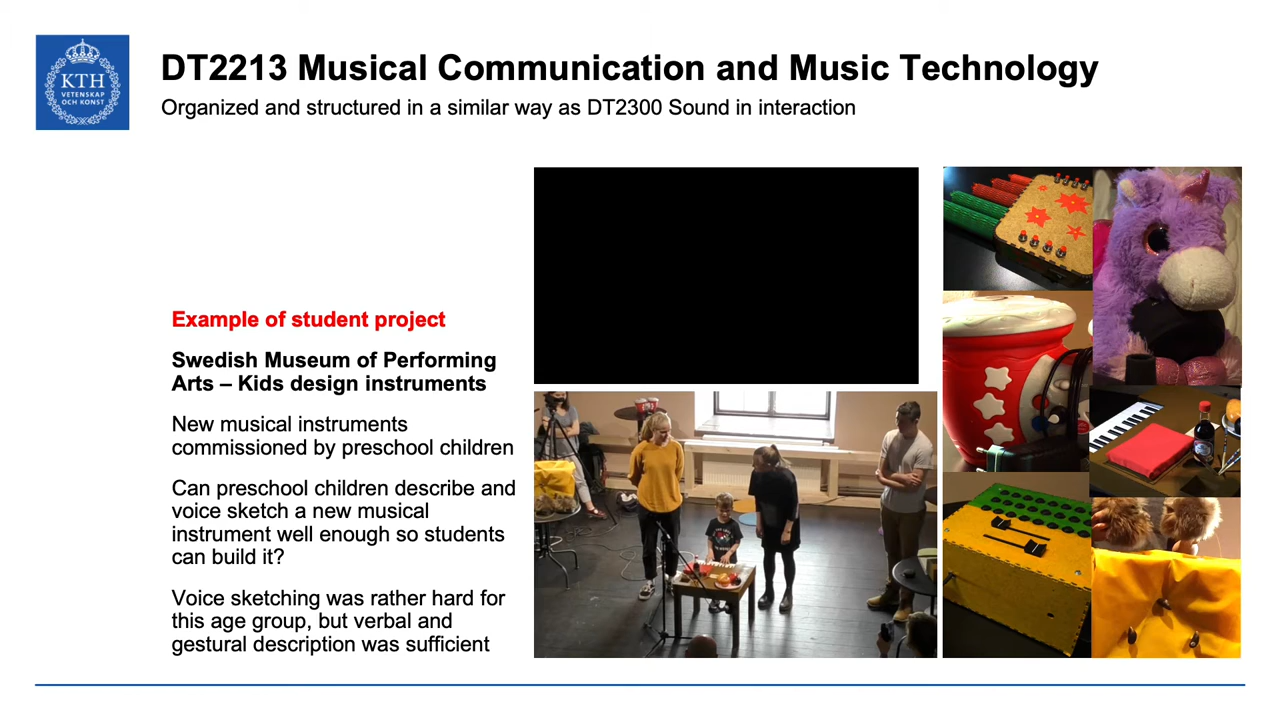 KTH
VETENSKAP
OCH KONST
DT2213 Musical Communication and Music Technology
Organized and structured in a similar way as DT2300 Sound in interaction
Example of student project
Swedish Museum of Performing
Arts – Kids design instruments
New musical instruments
commissioned by preschool children
Can preschool children describe and
voice sketch a new musical
instrument well enough so students
can build it?
Voice sketching was rather hard for
this age group, but verbal and
gestural description was sufficient